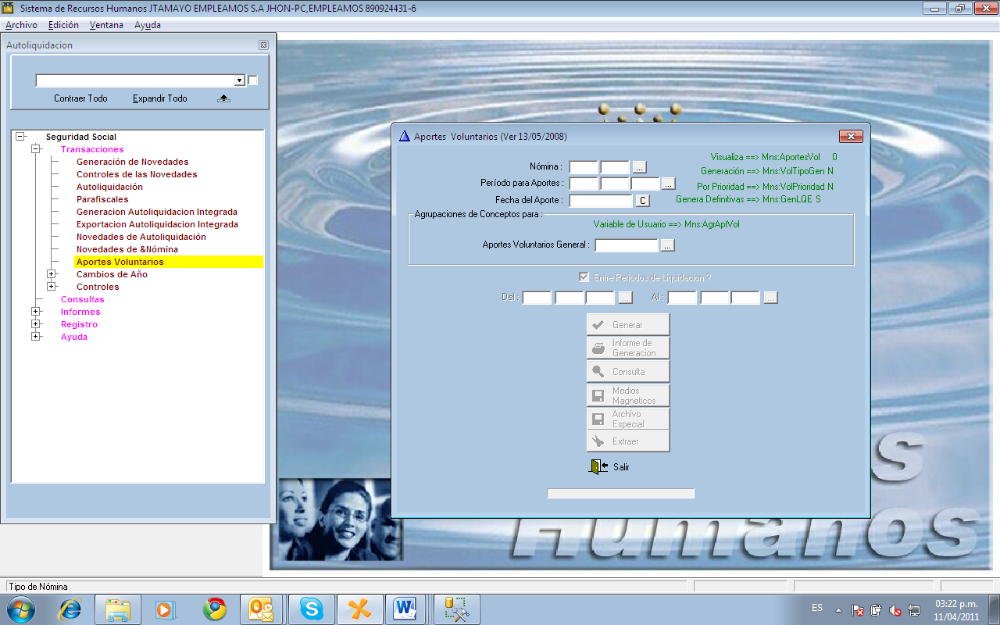 Sistema de Recursos Humanos JTAMAYO EMPLEAMOS S.A JHON-PC,EMPLEAMOS 890924431-6
Archivo Edición Ventana Ayuda
Autoliquidacion
Contraer Todo Expandir Todo
Seguridad Social
Transacciones
Generación de Novedades
Controles de las Novedades
Autoliquidación
Parafiscales
Generacion Autoliquidacion Integrada
Exportacion Autoliquidacion Integrada
Novedades de Autoliquidación
Novedades de &Nómina
Aportes Voluntarios
Cambios de Año
Controles
Consultas
Informes
Registro
Ayuda
Aportes Voluntarios (Ver 13/05/2008)
Nómina : ...
Visualiza ==> Mns:AportesVol 0
Generación ==> Mns:VolTipoGen N
Período para Aportes : ...
Por Prioridad ==> Mns:VolPrioridad N
Fecha del Aporte : C
Genera Definitivas ==> Mns:GenLQE S
Agrupaciones de Conceptos para :
Variable de Usuario ==> Mns:AgrAptVol
Aportes Voluntarios General : ...
Entre Periodos de Liquidacion ?
Del : ... Al : ...
Generar
Informe de
Generacion
Consulta
Medios
Magneticos
Archivo
Especial
Extraer
Salir
s
Humanos
Tipo de Nómina
ES
03:22 p.m.
11/04/2011